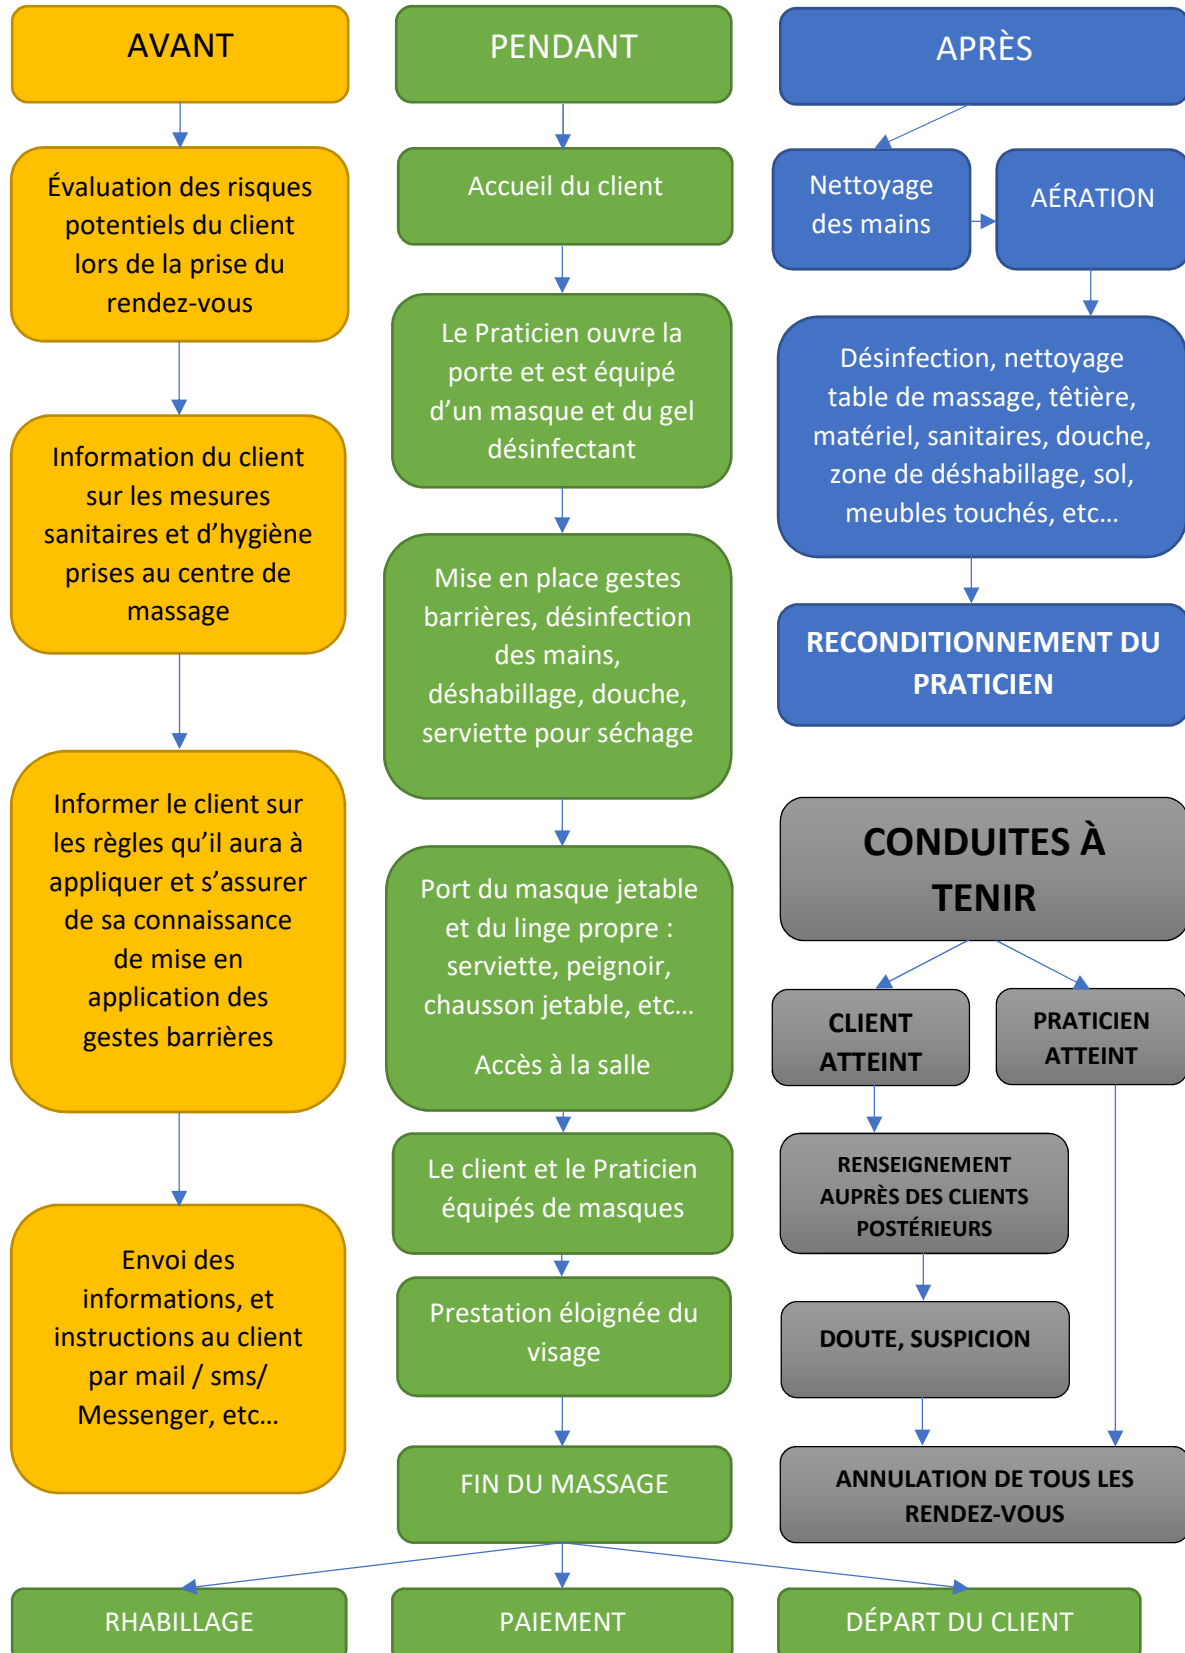 AVANT
Évaluation des risques
potentiels du client
lors de la prise du
rendez-vous
Information du client
sur les mesures
sanitaires et d’hygiène
prises au centre de
massage
Informer le client sur
les règles qu’il aura à
appliquer et s’assurer
de sa connaissance
de mise en
application des
gestes barrières
Envoi des
informations, et
instructions au client
par mail / sms/
Messenger, etc…
PENDANT
Accueil du client
Le Praticien ouvre la
porte et est équipé
d’un masque et du gel
désinfectant
Mise en place gestes
barrières, désinfection
des mains,
déshabillage, douche,
serviette pour séchage
Port du masque jetable
et du linge propre :
serviette, peignoir,
chausson jetable, etc…
Accès à la salle
Le client et le Praticien
équipés de masques
Prestation éloignée du
visage
FIN DU MASSAGE
RHABILLAGE
PAIEMENT
DÉPART DU CLIENT
APRÈS
Nettoyage
des mains
AÉRATION
Désinfection, nettoyage
table de massage, têtière,
matériel, sanitaires, douche,
zone de déshabillage, sol,
meubles touchés, etc…
RECONDITIONNEMENT DU
PRATICIEN
CONDUITES À
TENIR
CLIENT
ATTEINT
PRATICIEN
ATTEINT
RENSEIGNEMENT
AUPRÈS DES CLIENTS
POSTÉRIEURS
DOUTE, SUSPICION
ANNULATION DE TOUS LES
RENDEZ-VOUS